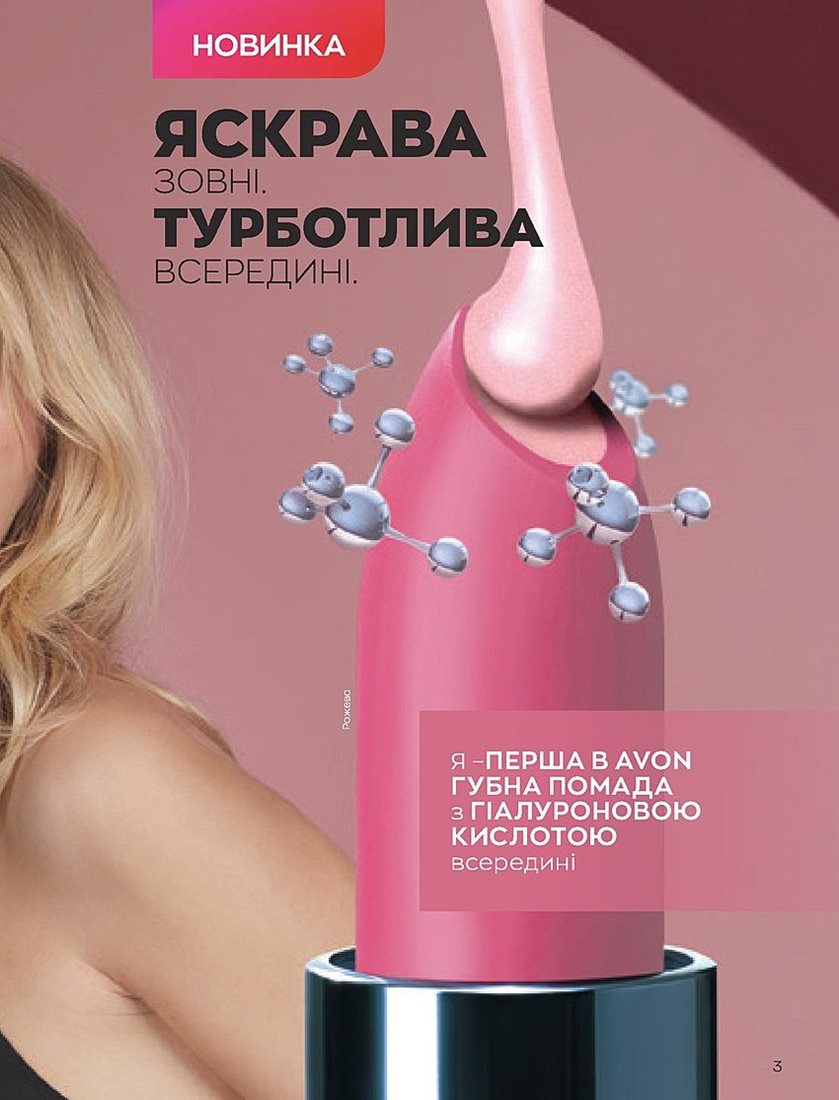 НОВИНКА
ЯСКРАВА
ЗОВНІ.
ТУРБОТЛИВА
ВСЕРЕДИНІ.
Рожева
Я –ПЕРША В AVON
ГУБНА ПОМАДА
з ГІАЛУРОНОВОЮ
КИСЛОТОЮ
всередині
3